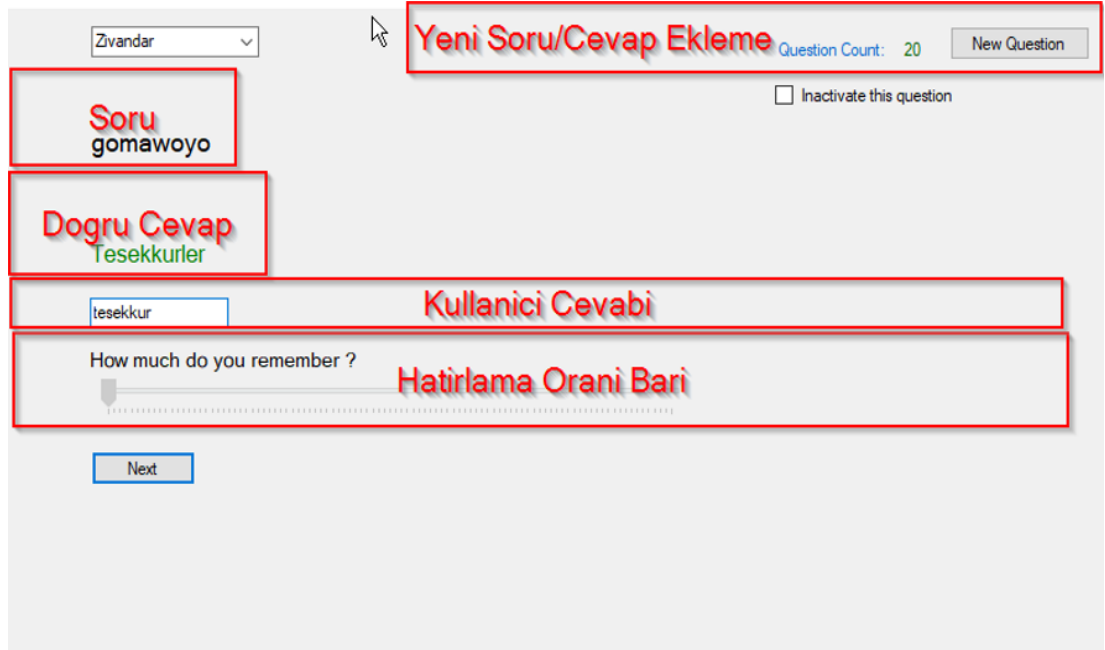 Zivandar
Yeni Soru/Cevap Ekleme
Question Count: 20
New Question
Inactivate this question
Soru
gomawoyo
Dogru Cevap
Tesekkurler
tesekkur
Kullanici Cevabi
How much do you remember ?
Hatirlama Orani Bari
Next